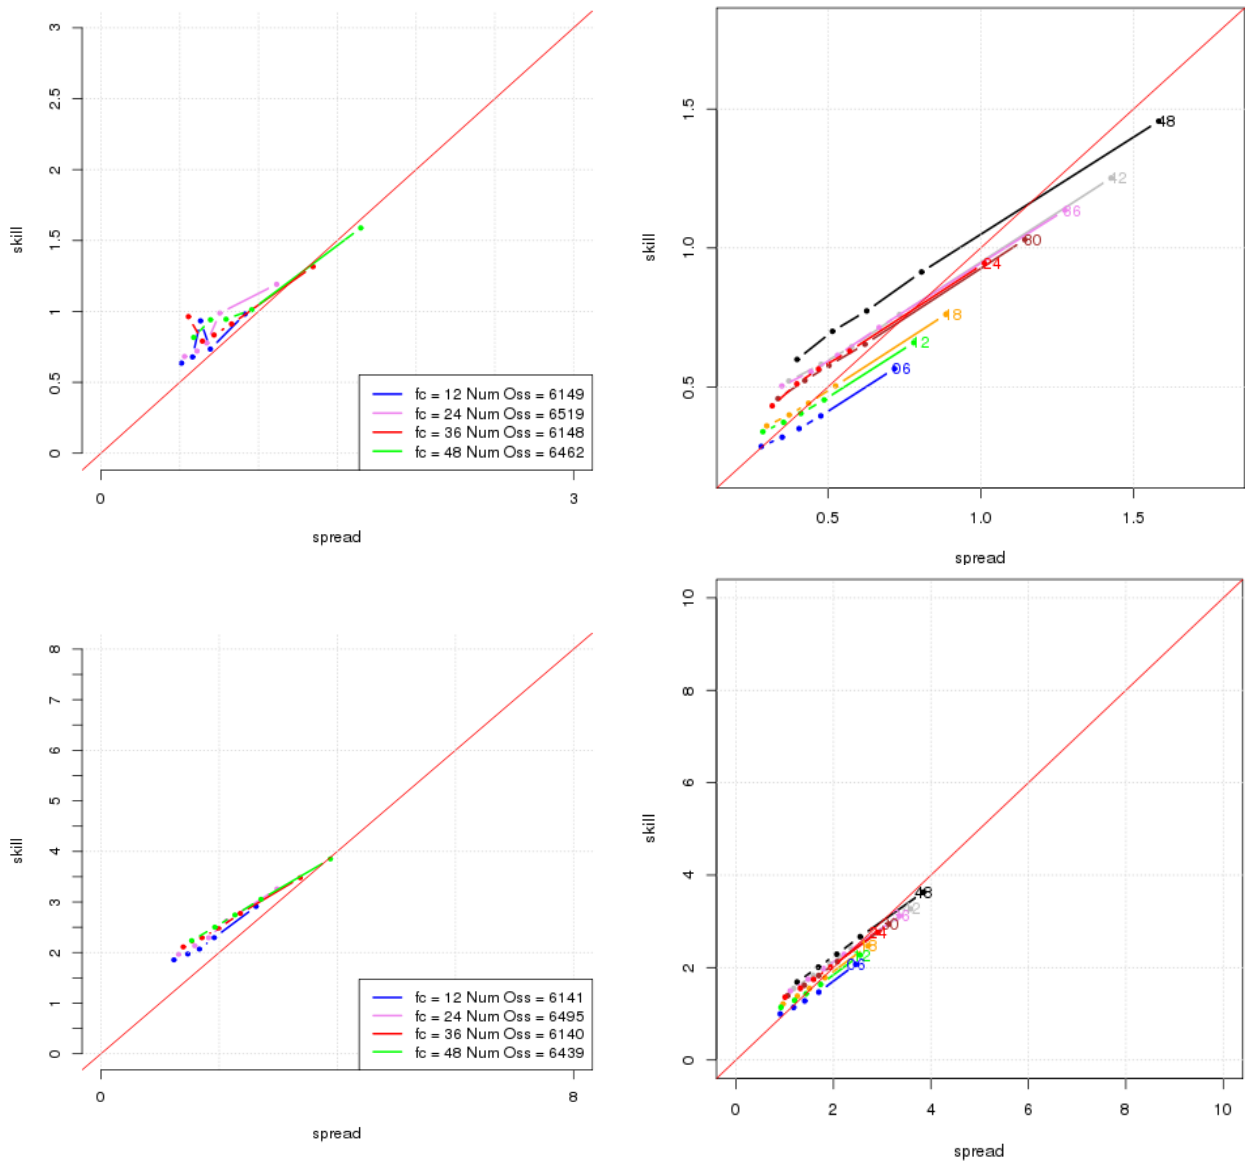 3
2.5
2
1.5
1
0.5
0
skill
fc = 12 Num Oss = 6149
fc = 24 Num Oss = 6519
fc = 36 Num Oss = 6148
fc = 48 Num Oss = 6462
0 3
spread
1.5
1.0
0.5
skill
48
42
36
30
24
18
12
06
0.5 1.0 1.5
spread
8
7
6
5
4
3
2
1
0
skill
fc = 12 Num Oss = 6141
fc = 24 Num Oss = 6495
fc = 36 Num Oss = 6140
fc = 48 Num Oss = 6439
0 8
spread
10
8
6
4
2
0
skill
48
0 2 4 6 8 10
spread